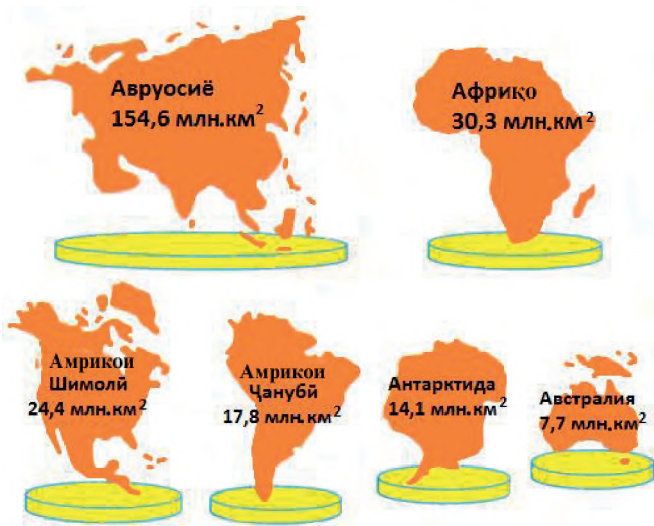 Авруосиё
154,6 млн.км²
Африқо
30,3 млн.км²
Амрикои
Шимолӣ
24,4 млн.км²
Амрикои
Ҷанубӣ
17,8 млн.км²
Антарктида
14,1 млн.км²
Австралия
7,7 млн.км²